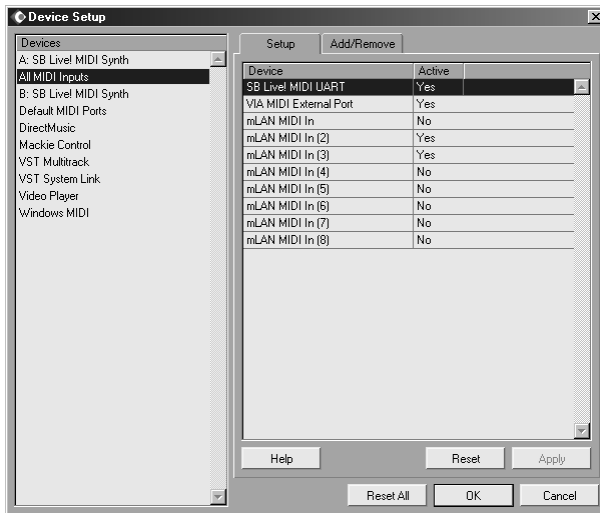 Device Setup
Devices
A: SB Live! MIDI Synth
All MIDI Inputs
B: SB Live! MIDI Synth
Default MIDI Ports
DirectMusic
Mackie Control
VST Multitrack
VST System Link
Video Player
Windows MIDI
Setup Add/Remove
Device Active
SB Live! MIDI UART Yes
VIA MIDI External Port Yes
mLAN MIDI In No
mLAN MIDI In (2) Yes
mLAN MIDI In (3) Yes
mLAN MIDI In (4) No
mLAN MIDI In (5) No
mLAN MIDI In (6) No
mLAN MIDI In (7) No
mLAN MIDI In (8) No
Help Reset Apply
Reset All OK Cancel